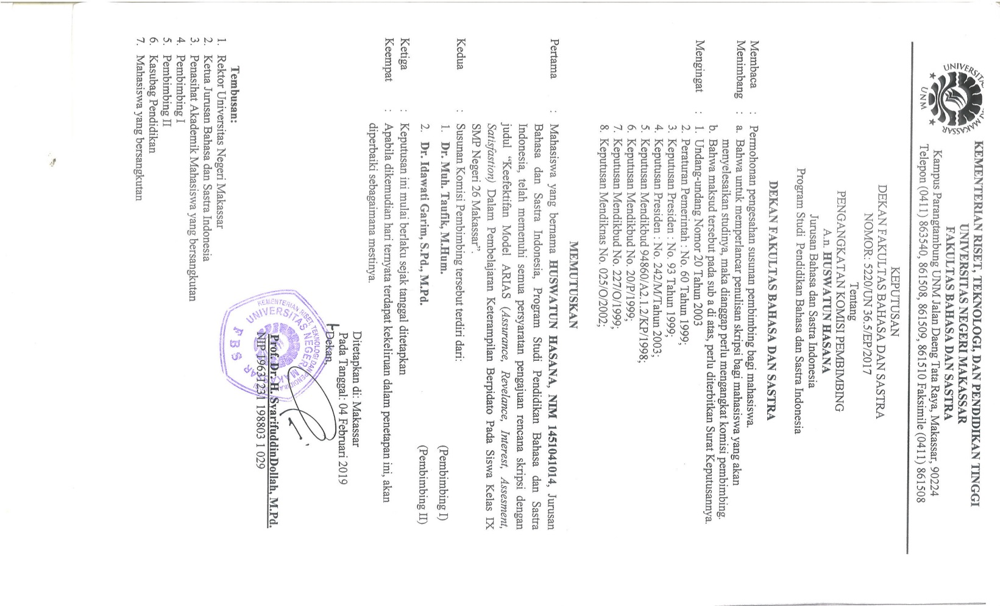 KEMENTERIAN RISET, TEKNOLOGI, DAN PENDIDIKAN TINGGI
UNIVERSITAS NEGERI MAKASSAR
FAKULTAS BAHASA DAN SASTRA
Kampus Parangtambung UNM Jalan Daeng Tata Raya, Makassar, 90224
Telepon (0411) 863540, 861508, 861509, 861510 Faksimile (0411) 861508
UNIVERSITAS MAKASSAR
UNM
KEPUTUSAN
DEKAN FAKULTAS BAHASA DAN SASTRA
NOMOR: 5220/UN 36.5/EP/2017
Tentang
PENGANGKATAN KOMISI PEMBIMBING
A.n. HUSWATUN HASANA
Jurusan Bahasa dan Sastra Indonesia
Program Studi Pendidikan Bahasa dan Sastra Indonesia
DEKAN FAKULTAS BAHASA DAN SASTRA
Membaca : Permohonan pengesahan susunan pembimbing bagi mahasiswa.
Menimbang : a. Bahwa untuk memperlancar penulisan skripsi bagi mahasiswa yang akan
menyelesaikan studinya, maka dianggap perlu mengangkat komisi pembimbing.
b. Bahwa maksud tersebut pada sub a di atas, perlu diterbitkan Surat Keputusannya.
Mengingat : 1. Undang-undang Nomor 20 Tahun 2003
2. Peraturan Pemerintah : No. 60 Tahun 1999;
3. Keputusan Presiden : No. 93 Tahun 1999;
4. Keputusan Presiden : No. 242/M/Tahun 2003;
5. Keputusan Mendikbud 94860/A2.1.2/KP/1998;
6. Keputusan Mendikbud No. 20/P/1999;
7. Keputusan Mendikbud No. 227/O/1999;
8. Keputusan Mendiknas No. 025/O/2002;
MEMUTUSKAN
Pertama : Mahasiswa yang bernama HUSWATUN HASANA, NIM 1451041014, Jurusan
Bahasa dan Sastra Indonesia, Program Studi Pendidikan Bahasa dan Sastra
Indonesia, telah memenuhi semua persyaratan pengajuan rencana skripsi dengan
judul "Keefektifan Model ARIAS (Assurance, Revelance, Interest, Assesment,
Satisfastion) Dalam Pembelajaran Keterampilan Berpidato Pada Siswa Kelas IX
SMP Negeri 26 Makassar".
Kedua : Susunan Komisi Pembimbing tersebut terdiri dari:
1. Dr. Muh. Taufik, M.Hum. (Pembimbing I)
2. Dr. Idawati Garim, S.Pd., M.Pd. (Pembimbing II)
Ketiga : Keputusan ini mulai berlaku sejak tanggal ditetapkan
Keempat : Apabila dikemudian hari ternyata terdapat kekeliruan dalam penetapan ini, akan
diperbaiki sebagaimana mestinya.
Ditetapkan di: Makassar
Pada Tanggal: 04 Februari 2019
Dekan,
KEMENTERIAN RISET, TEKNOLOGI DAN PENDIDIKAN
UNIVERSITAS NEGERI MAKASSAR
FBS
Prof. Dr. H. SyarifuddinDollah, M.Pd.
NIP 19631231 198803 1 029
Tembusan:
1. Rektor Universitas Negeri Makassar
2. Ketua Jurusan Bahasa dan Sastra Indonesia
3. Penasihat Akademik Mahasiswa yang bersangkutan
4. Pembimbing I
5. Pembimbing II
6. Kasubag Pendidikan
7. Mahasiswa yang bersangkutan